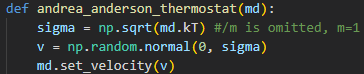 def andrea_anderson_thermostat(md):
    sigma = np.sqrt(md.kT) #/m is omitted, m=1
    v = np.random.normal(0, sigma)
    md.set_velocity(v)